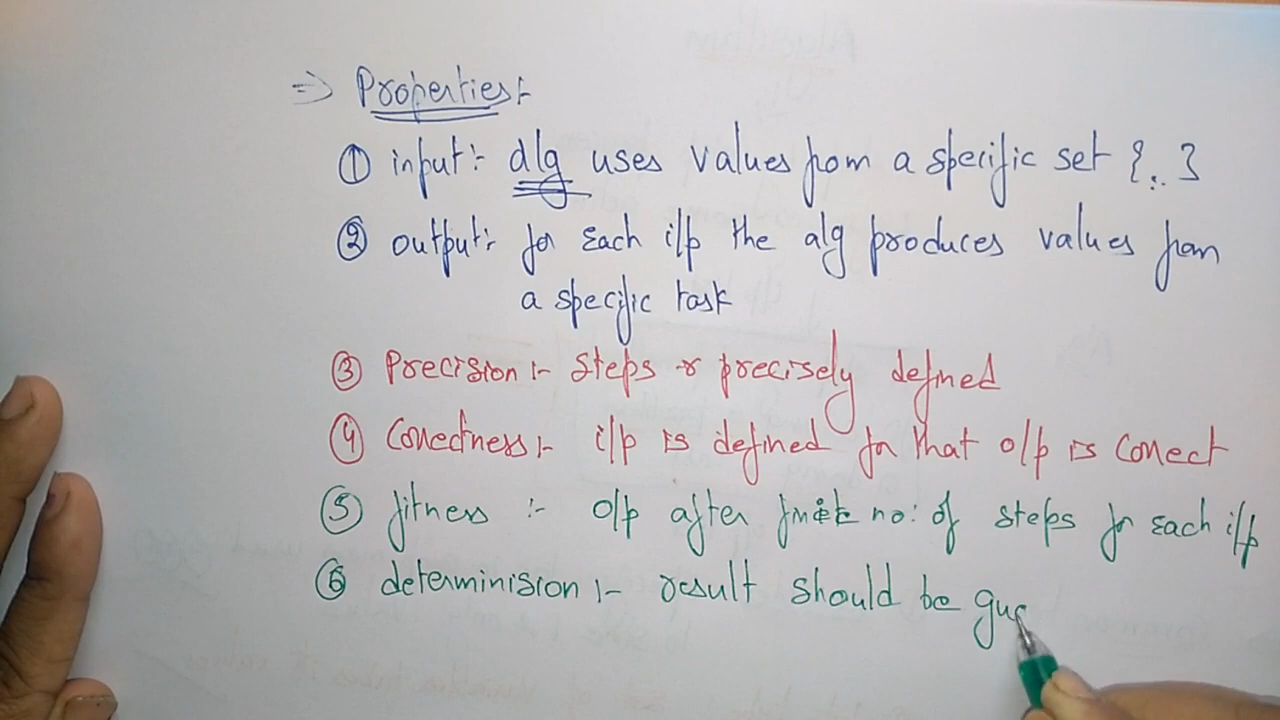 => Properties:-
① input:- alg uses values from a specific set {..}
② output:- for Each i/p the alg produces values from
a specific task
③ Precision :- Steps r precisely defined
④ Correctness :- i/p is defined for that o/p is correct
⑤ fitness :- o/p after finite no: of steps for each i/p
⑥ determinision :- result should be gue